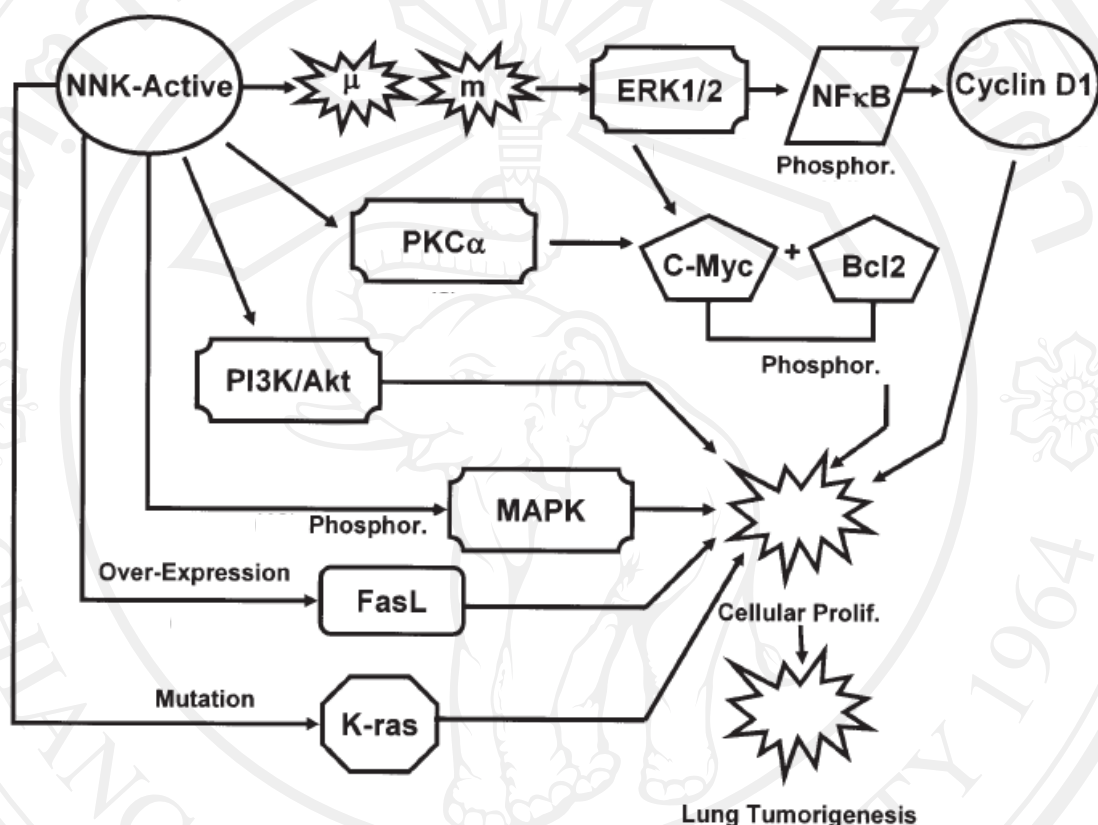 NNK-Active
μ
m
ERK1/2
NFκB
Cyclin D1
Phosphor.
PKCα
C-Myc
+
Bcl2
PI3K/Akt
Phosphor.
MAPK
Phosphor.
Over-Expression
FasL
Cellular Prolif.
Mutation
K-ras
Lung Tumorigenesis
1964